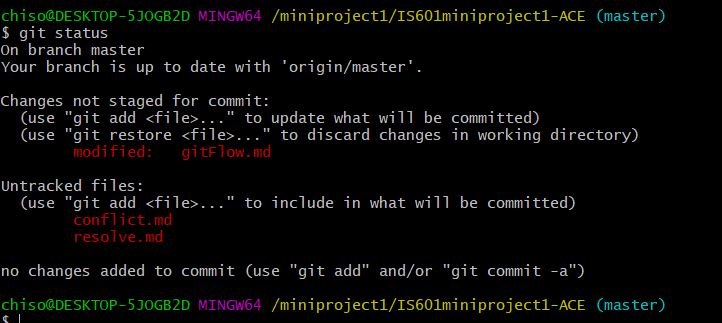 chiso@DESKTOP-5JOGB2D MINGW64 /miniproject1/IS601miniproject1-ACE (master)
$ git status
On branch master
Your branch is up to date with 'origin/master'.

Changes not staged for commit:
  (use "git add <file>..." to update what will be committed)
  (use "git restore <file>..." to discard changes in working directory)
        modified:   gitFlow.md

Untracked files:
  (use "git add <file>..." to include in what will be committed)
        conflict.md
        resolve.md

no changes added to commit (use "git add" and/or "git commit -a")

chiso@DESKTOP-5JOGB2D MINGW64 /miniproject1/IS601miniproject1-ACE (master)
$